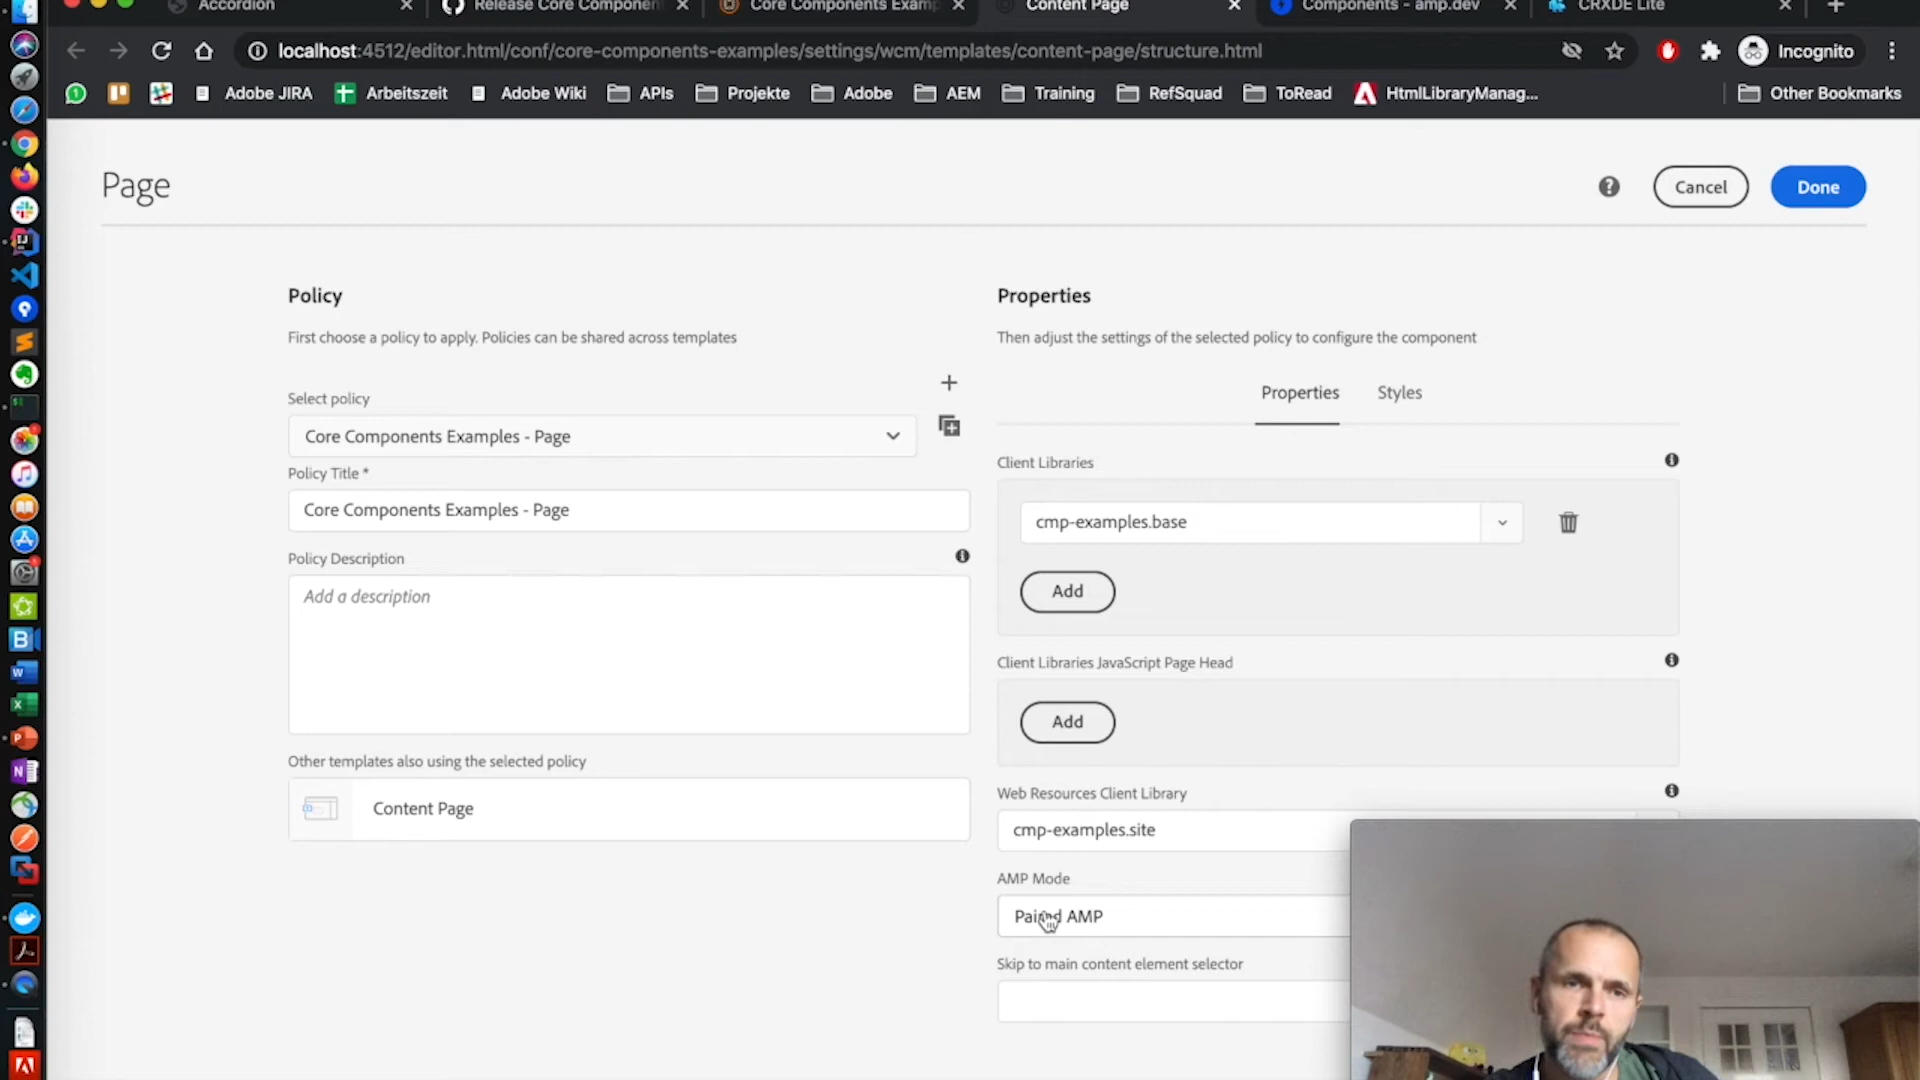 Accordion
Release Core Componen
Core Components Examp
Content Page
Components - amp.dev
CRXDE Lite
localhost:4512/editor.html/conf/core-components-examples/settings/wcm/templates/content-page/structure.html
Incognito
Adobe JIRA
Arbeitszeit
Adobe Wiki
APIs
Projekte
Adobe
AEM
Training
RefSquad
ToRead
HtmlLibraryManag...
Other Bookmarks
Page
Cancel
Done
Policy
First choose a policy to apply. Policies can be shared across templates
Select policy
Core Components Examples - Page
Policy Title *
Core Components Examples - Page
Policy Description
Add a description
Other templates also using the selected policy
Content Page
Properties
Then adjust the settings of the selected policy to configure the component
Properties
Styles
Client Libraries
cmp-examples.base
Add
Client Libraries JavaScript Page Head
Add
Web Resources Client Library
cmp-examples.site
AMP Mode
Paired AMP
Skip to main content element selector